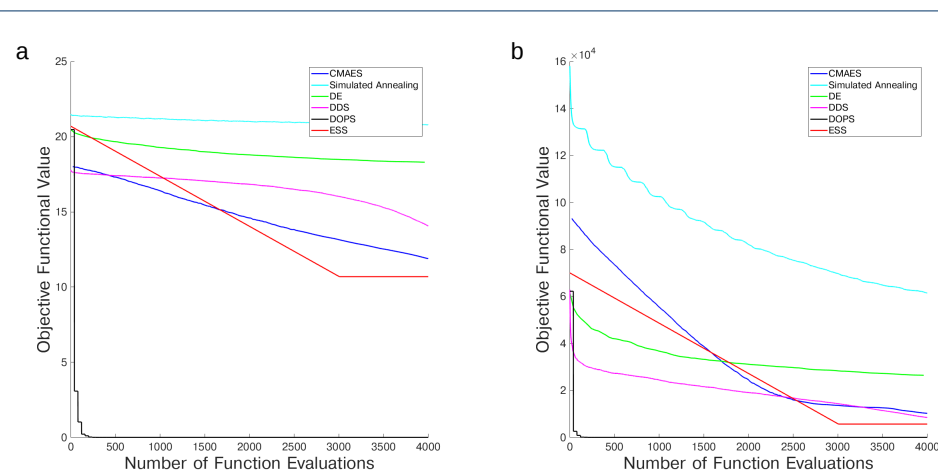 a
25
20
15
10
5
0
0 500 1000 1500 2000 2500 3000 3500 4000
Objective Functional Value
Number of Function Evaluations
CMAES
Simulated Annealing
DE
DDS
DOPS
ESS
b
×10⁴
16
14
12
10
8
6
4
2
0
0 500 1000 1500 2000 2500 3000 3500 4000
Objective Functional Value
Number of Function Evaluations
CMAES
Simulated Annealing
DE
DDS
DOPS
ESS